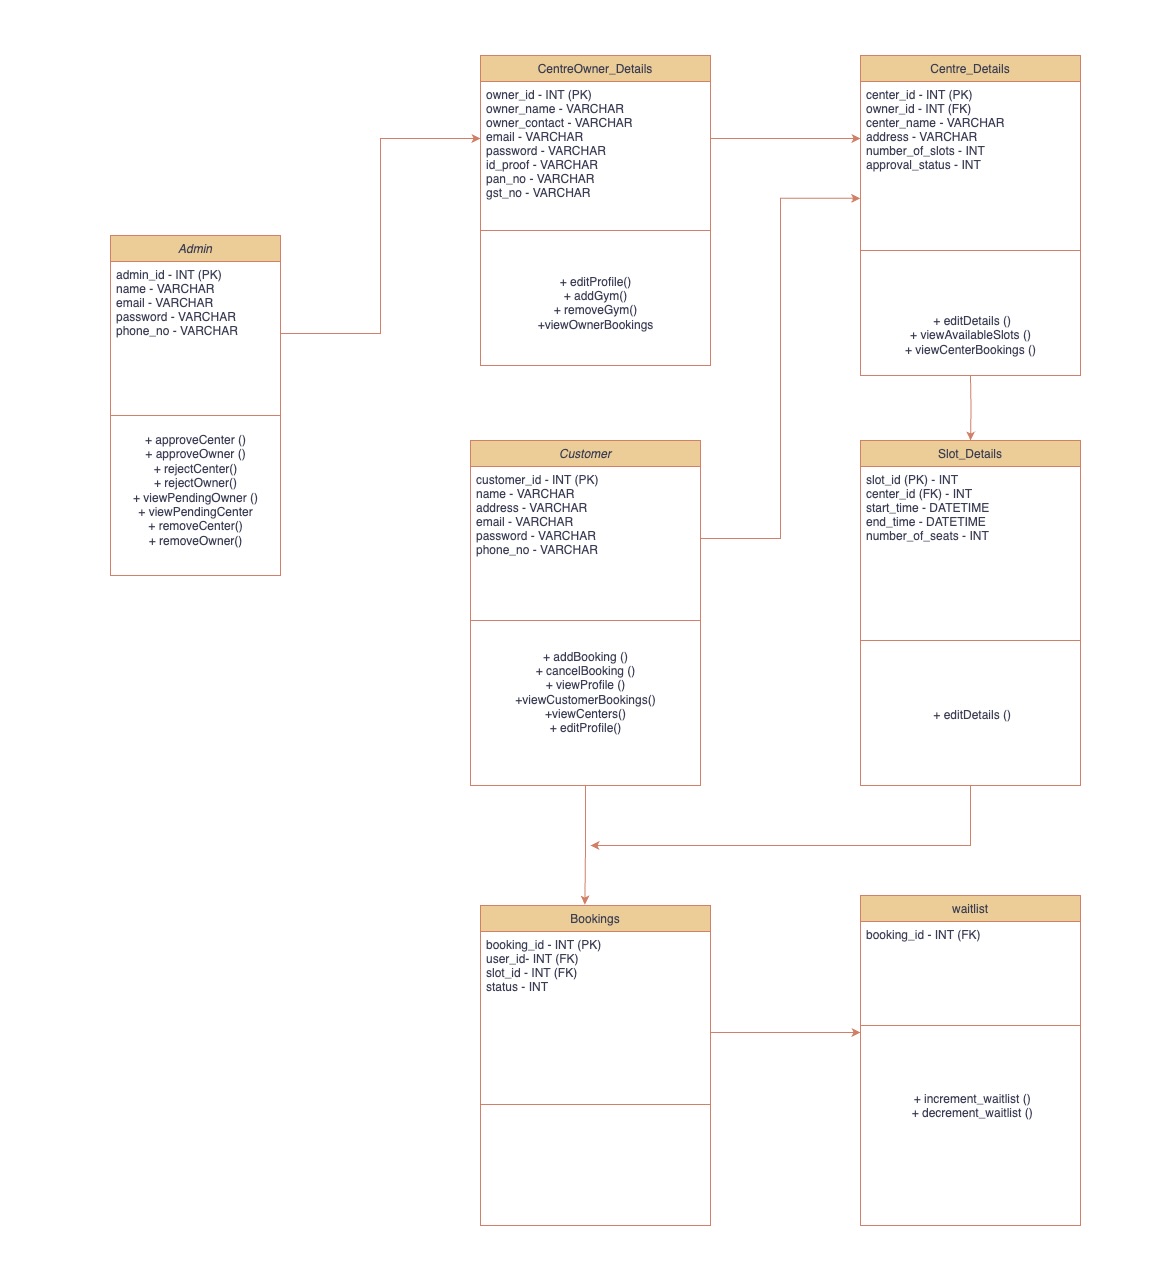 CentreOwner_Details
owner_id - INT (PK)
owner_name - VARCHAR
owner_contact - VARCHAR
email - VARCHAR
password - VARCHAR
id_proof - VARCHAR
pan_no - VARCHAR
gst_no - VARCHAR
+ editProfile()
+ addGym()
+ removeGym()
+viewOwnerBookings
Centre_Details
center_id - INT (PK)
owner_id - INT (FK)
center_name - VARCHAR
address - VARCHAR
number_of_slots - INT
approval_status - INT
+ editDetails ()
+ viewAvailableSlots ()
+ viewCenterBookings ()
Admin
admin_id - INT (PK)
name - VARCHAR
email - VARCHAR
password - VARCHAR
phone_no - VARCHAR
+ approveCenter ()
+ approveOwner ()
+ rejectCenter()
+ rejectOwner()
+ viewPendingOwner ()
+ viewPendingCenter
+ removeCenter()
+ removeOwner()
Customer
customer_id - INT (PK)
name - VARCHAR
address - VARCHAR
email - VARCHAR
password - VARCHAR
phone_no - VARCHAR
+ addBooking ()
+ cancelBooking ()
+ viewProfile ()
+viewCustomerBookings()
+viewCenters()
+ editProfile()
Slot_Details
slot_id (PK) - INT
center_id (FK) - INT
start_time - DATETIME
end_time - DATETIME
number_of_seats - INT
+ editDetails ()
Bookings
booking_id - INT (PK)
user_id- INT (FK)
slot_id - INT (FK)
status - INT
waitlist
booking_id - INT (FK)
+ increment_waitlist ()
+ decrement_waitlist ()